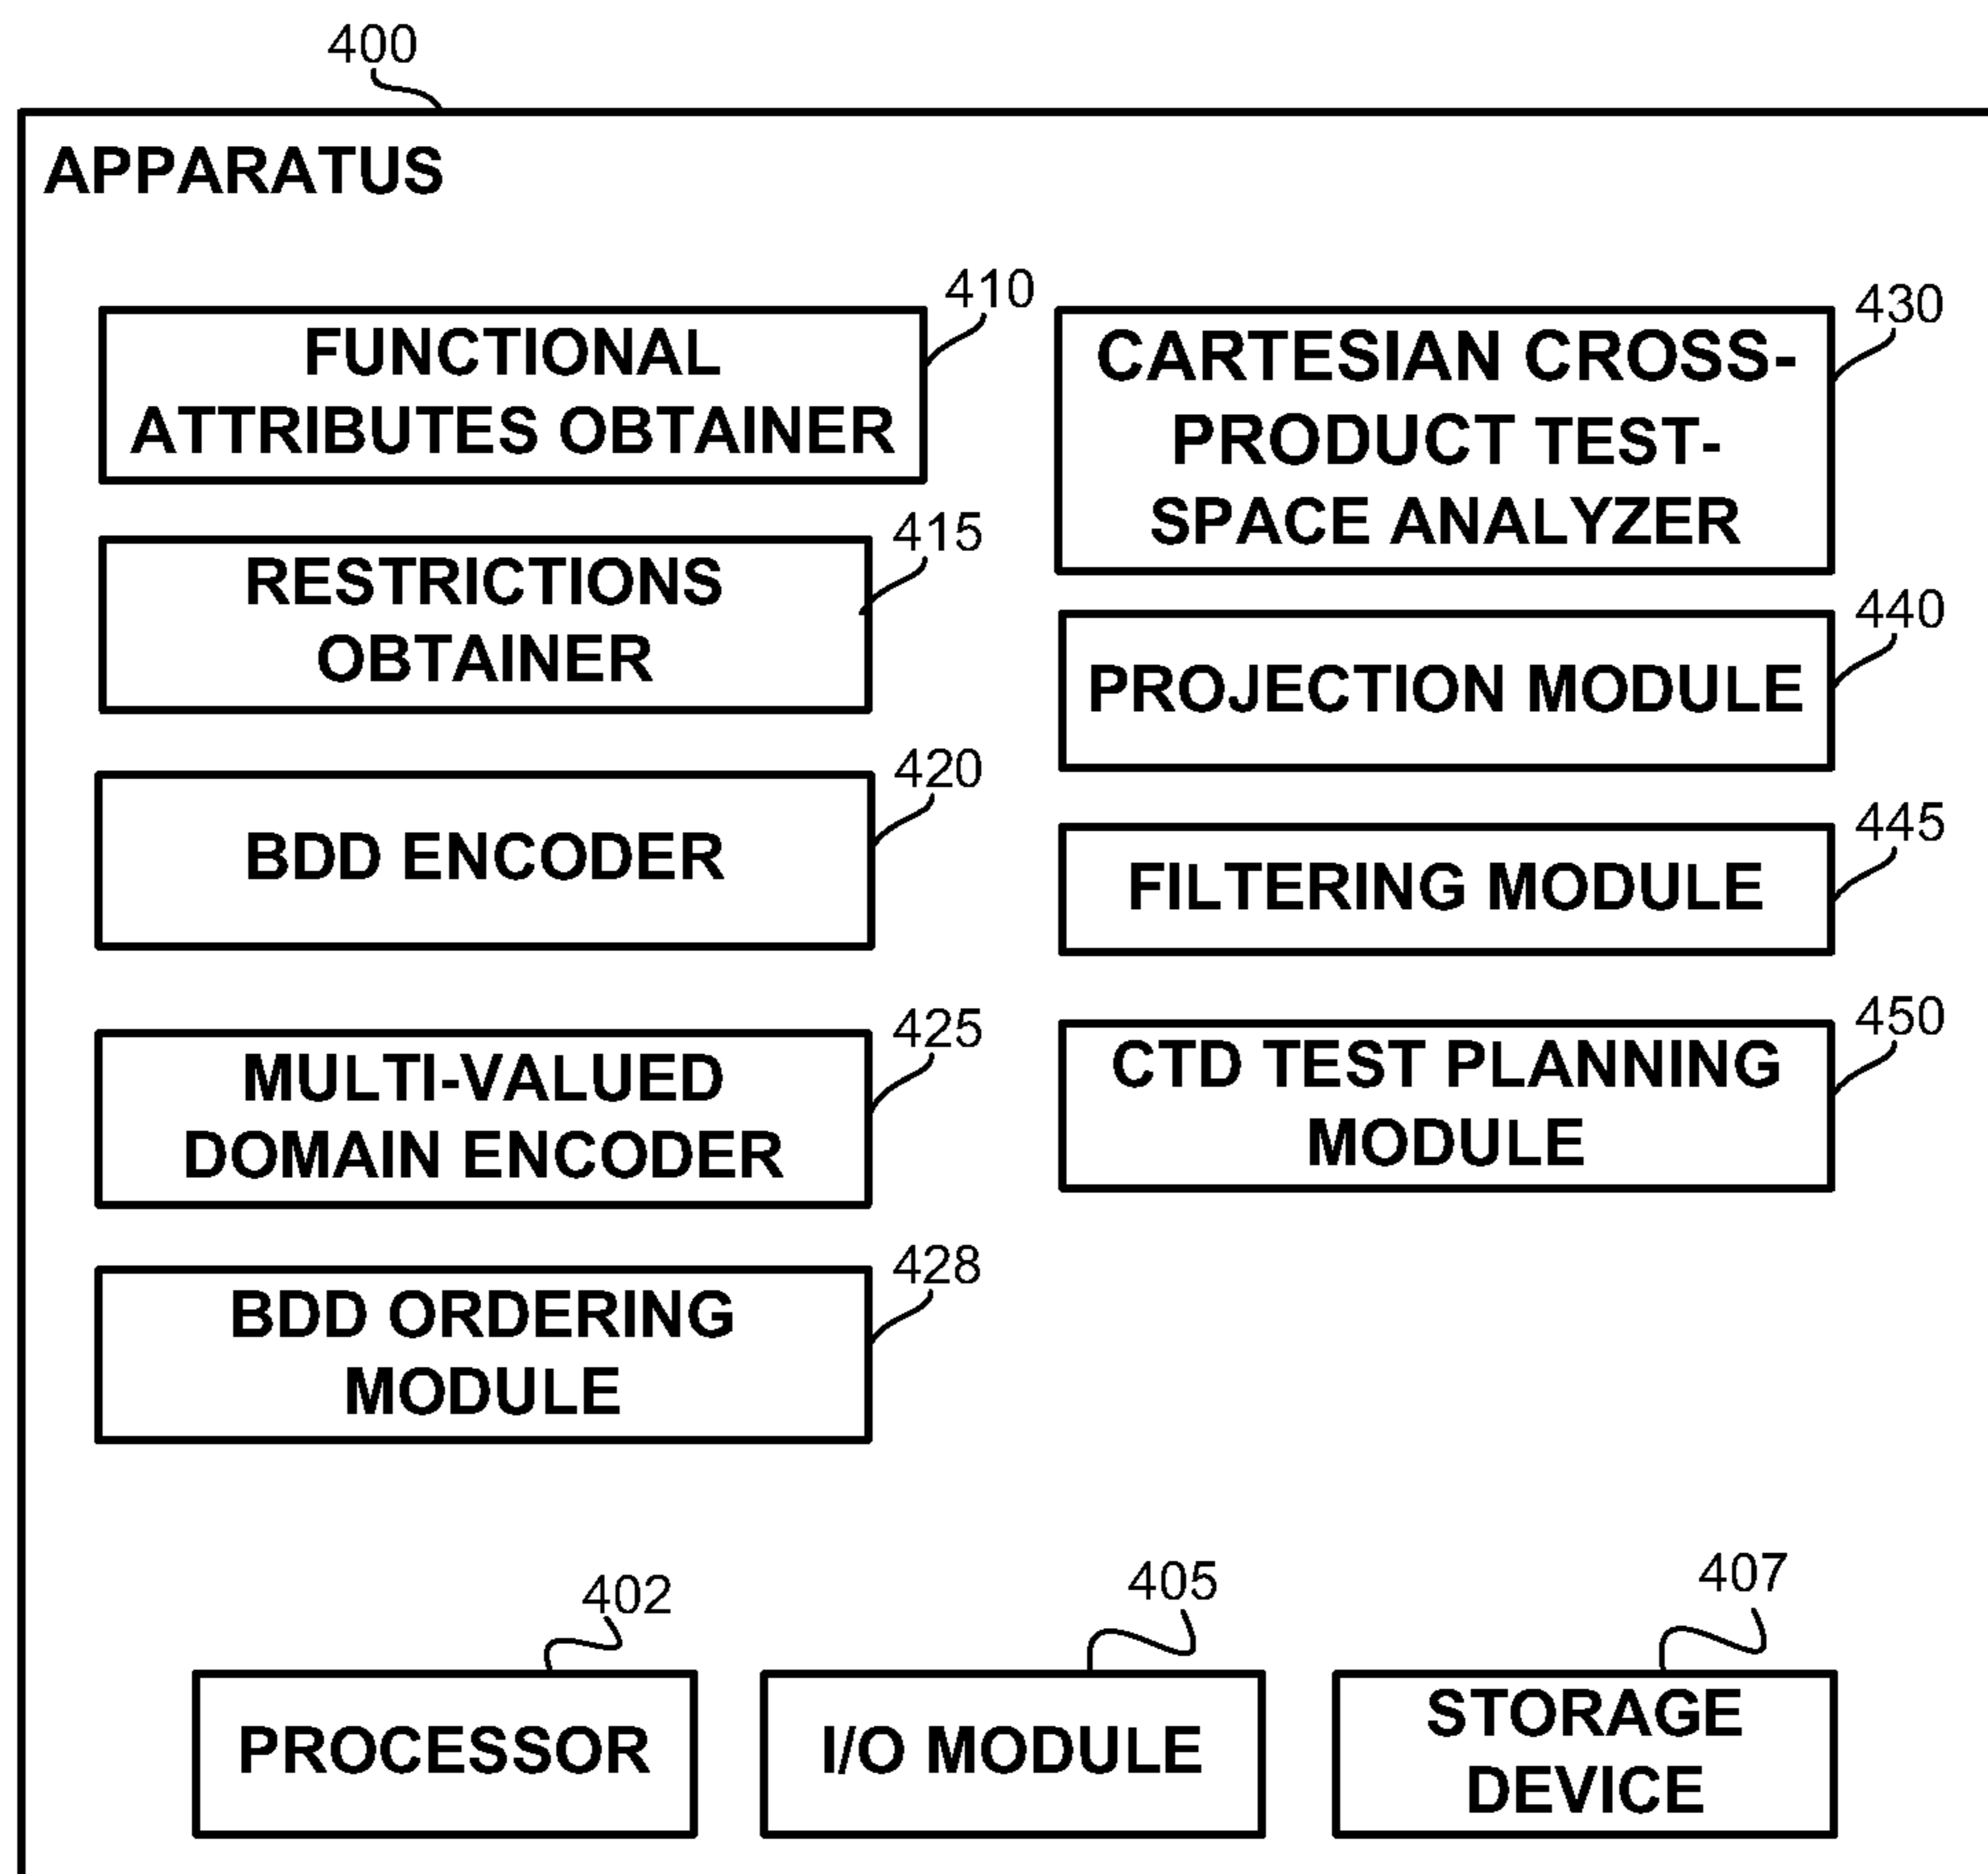 400
APPARATUS
410
FUNCTIONAL
ATTRIBUTES OBTAINER
415
RESTRICTIONS
OBTAINER
420
BDD ENCODER
425
MULTI-VALUED
DOMAIN ENCODER
428
BDD ORDERING
MODULE
430
CARTESIAN CROSS-
PRODUCT TEST-
SPACE ANALYZER
440
PROJECTION MODULE
445
FILTERING MODULE
450
CTD TEST PLANNING
MODULE
402
PROCESSOR
405
I/O MODULE
407
STORAGE
DEVICE